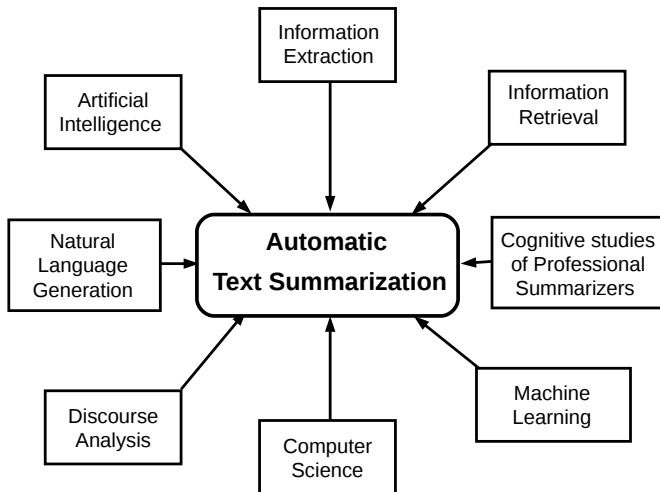 Information
Extraction
Artificial
Intelligence
Information
Retrieval
Natural
Language
Generation
Automatic
Text Summarization
Cognitive studies
of Professional
Summarizers
Discourse
Analysis
Computer
Science
Machine
Learning